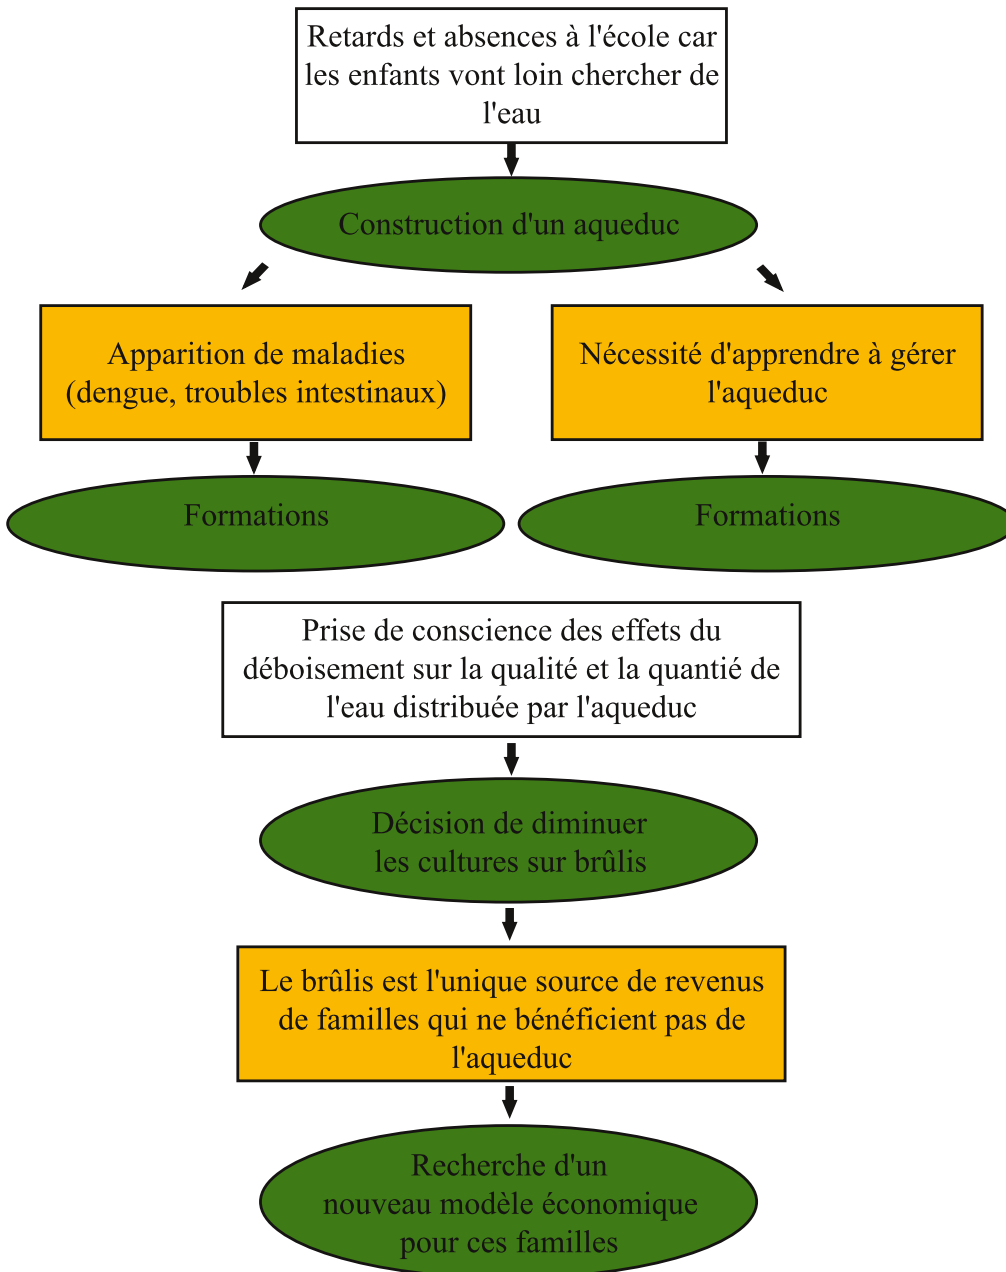 Retards et absences à l'école car
les enfants vont loin chercher de
l'eau
Construction d'un aqueduc
Apparition de maladies
(dengue, troubles intestinaux)
Nécessité d'apprendre à gérer
l'aqueduc
Formations
Formations
Prise de conscience des effets du
déboisement sur la qualité et la quantié de
l'eau distribuée par l'aqueduc
Décision de diminuer
les cultures sur brûlis
Le brûlis est l'unique source de revenus
de familles qui ne bénéficient pas de
l'aqueduc
Recherche d'un
nouveau modèle économique
pour ces familles